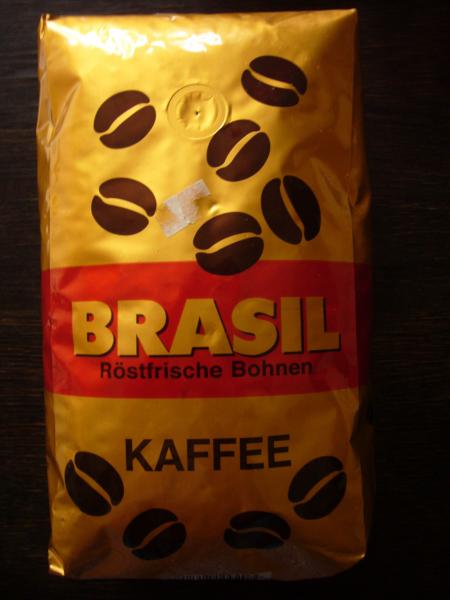 BRASIL
Röstfrische Bohnen
KAFFEE